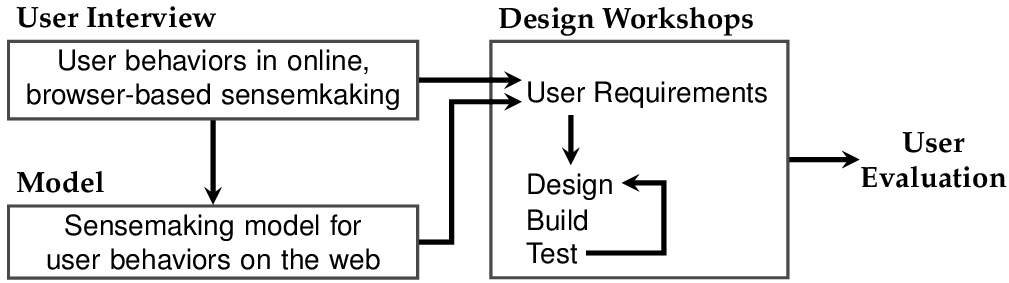 User Interview
User behaviors in online,
browser-based sensemkaking
Model
Sensemaking model for
user behaviors on the web
Design Workshops
User Requirements
Design
Build
Test
User
Evaluation